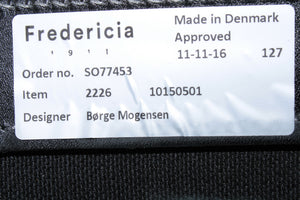 Fredericia
1911
Made in Denmark
Approved
11-11-16 127
Order no. SO77453
Item 2226 10150501
Designer Børge Mogensen